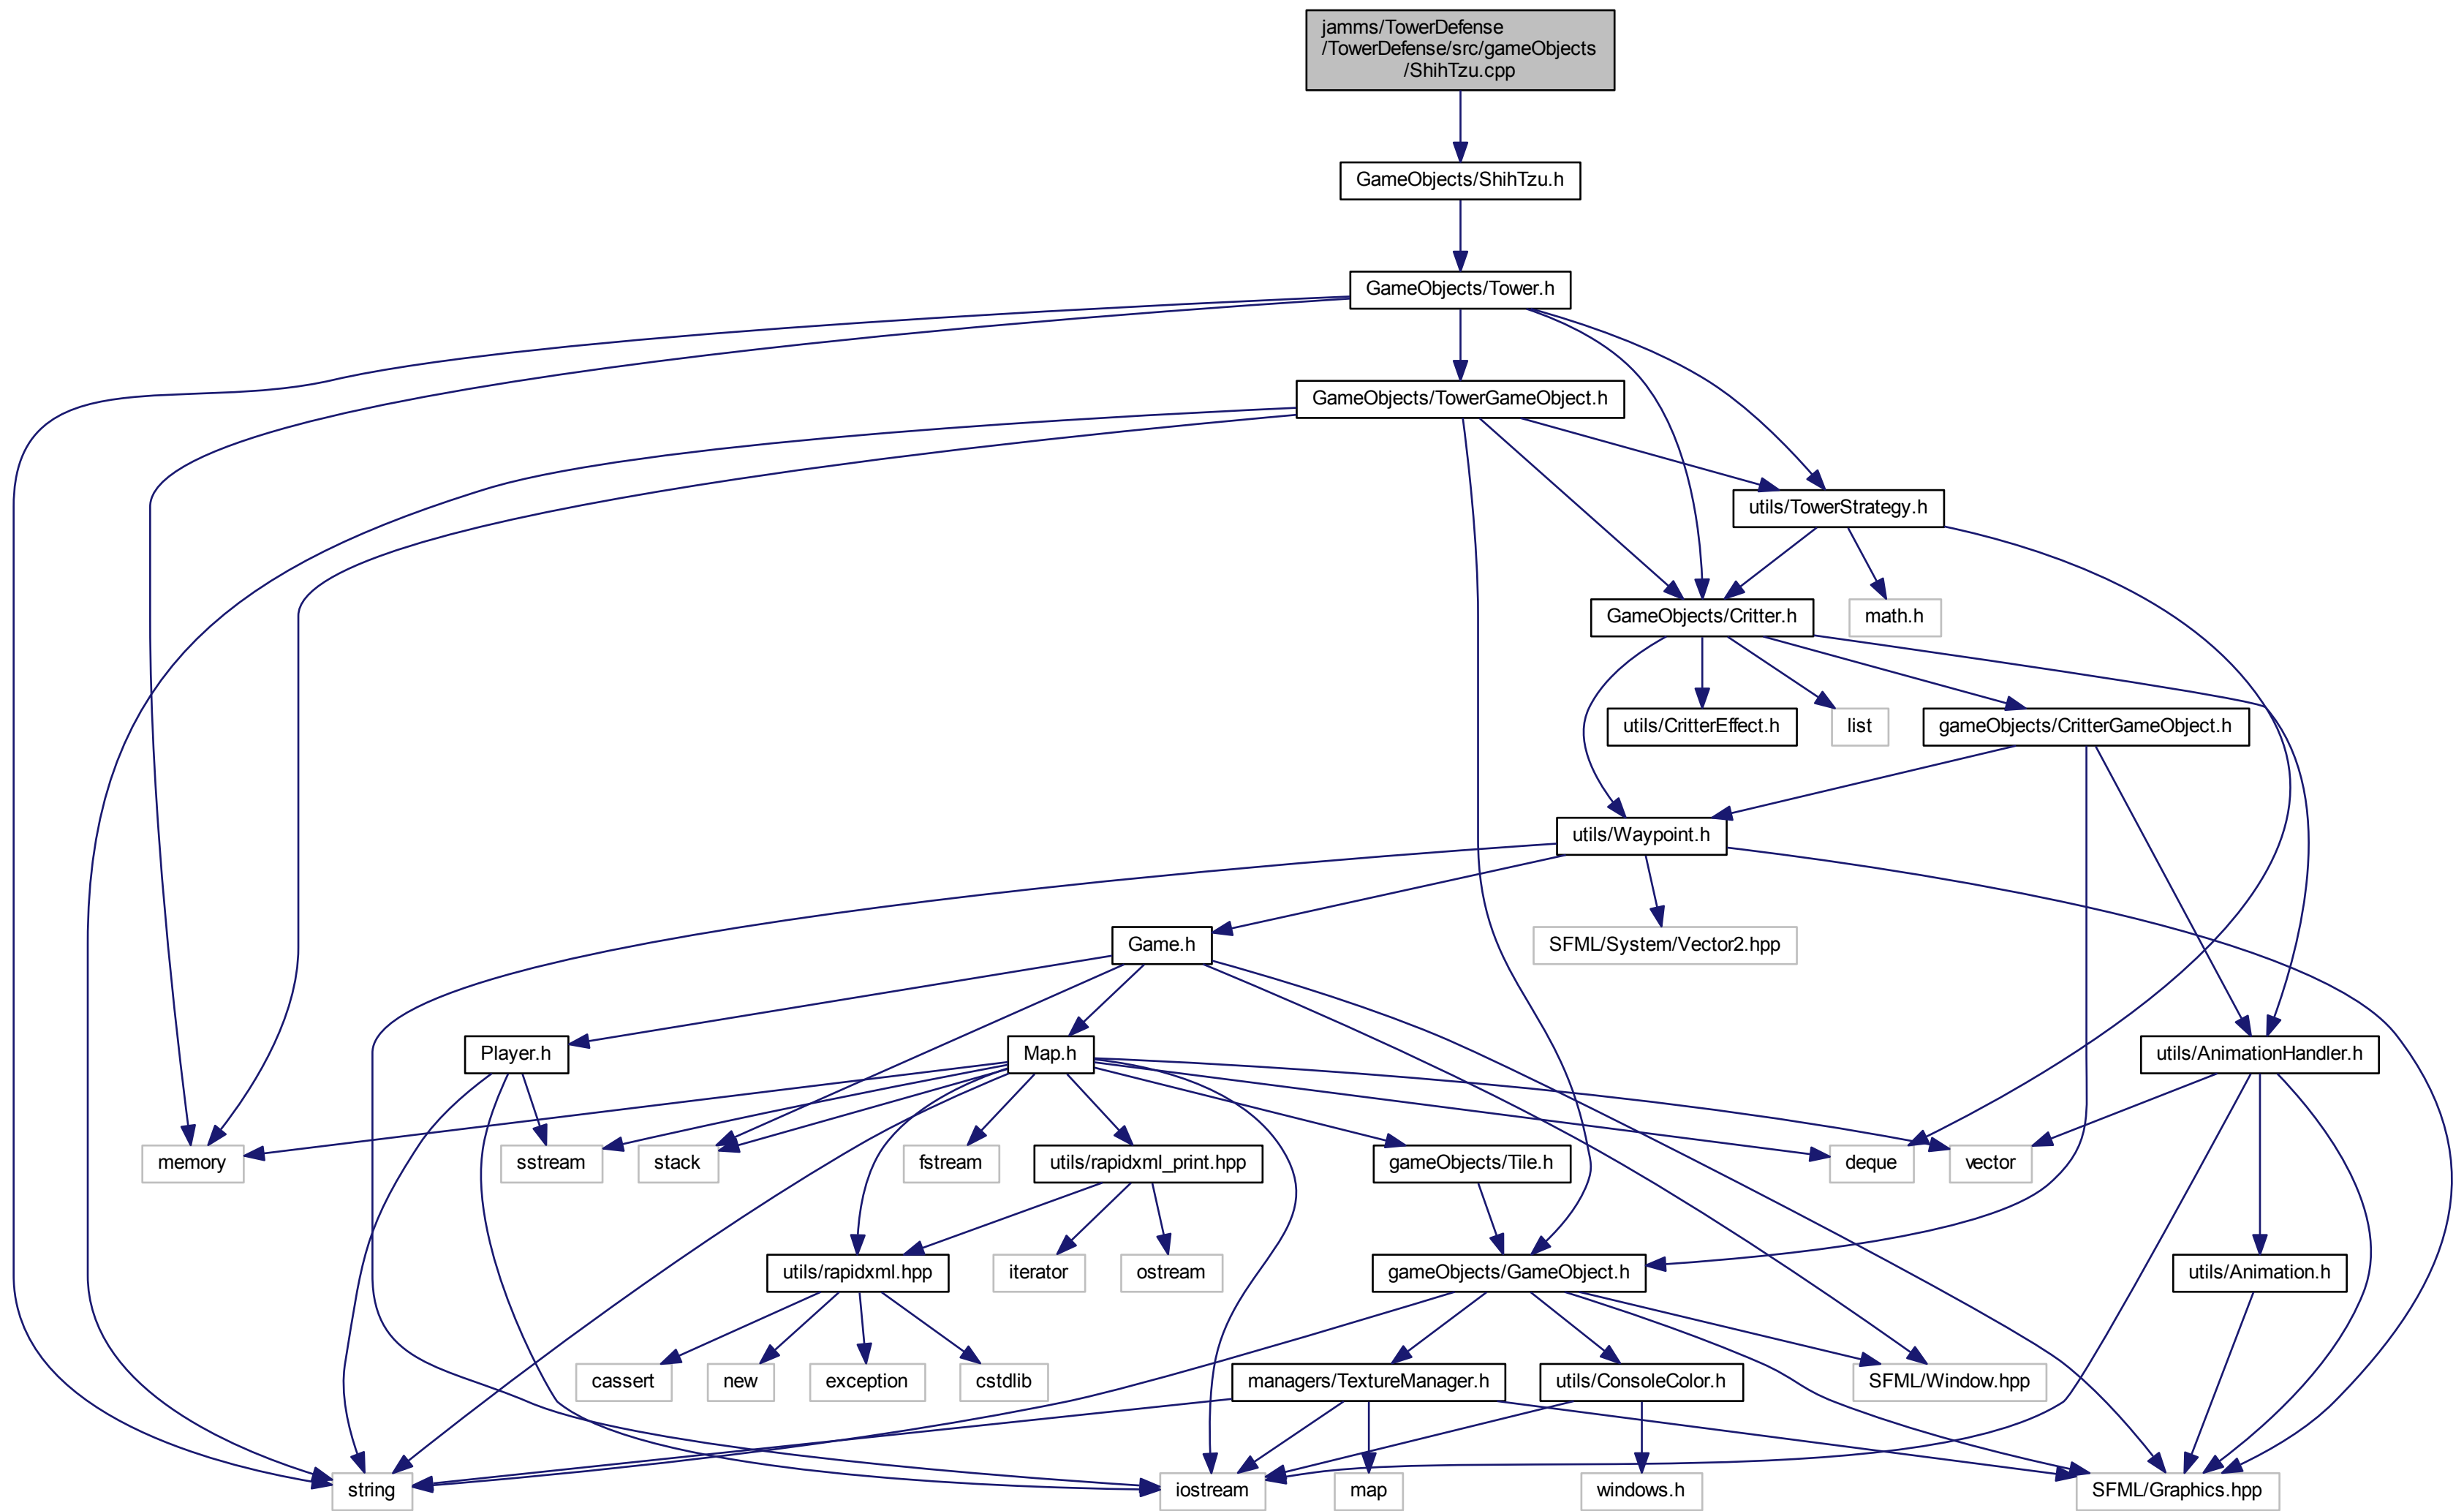 jamms/TowerDefense
/TowerDefense/src/gameObjects
/ShihTzu.cpp
GameObjects/ShihTzu.h
GameObjects/Tower.h
GameObjects/TowerGameObject.h
utils/TowerStrategy.h
GameObjects/Critter.h
math.h
utils/CritterEffect.h
list
gameObjects/CritterGameObject.h
utils/Waypoint.h
Game.h
SFML/System/Vector2.hpp
Player.h
Map.h
utils/AnimationHandler.h
memory
sstream
stack
fstream
utils/rapidxml_print.hpp
gameObjects/Tile.h
deque
vector
utils/rapidxml.hpp
iterator
ostream
gameObjects/GameObject.h
utils/Animation.h
cassert
new
exception
cstdlib
managers/TextureManager.h
utils/ConsoleColor.h
SFML/Window.hpp
string
iostream
map
windows.h
SFML/Graphics.hpp